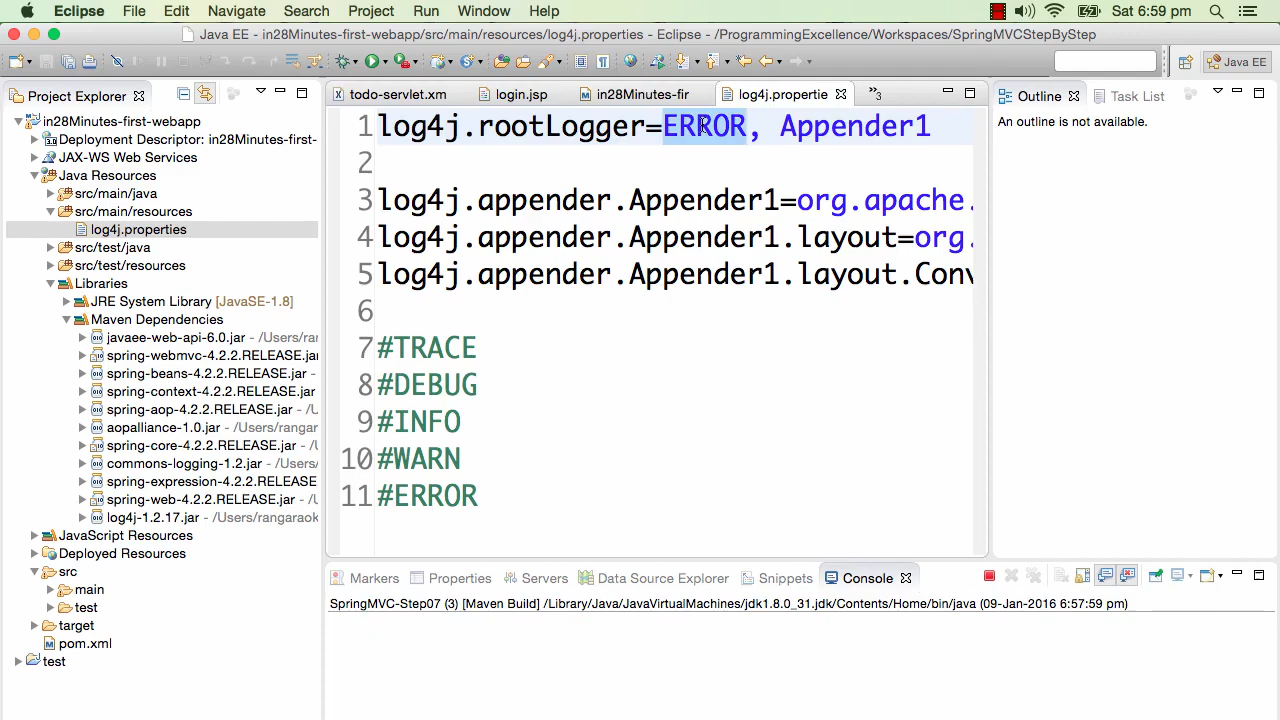 Eclipse File Edit Navigate Search Project Run Window Help Sat 6:59 pm
Java EE - in28Minutes-first-webapp/src/main/resources/log4j.properties - Eclipse - /ProgrammingExcellence/Workspaces/SpringMVCStepByStep
Java EE
Project Explorer
in28Minutes-first-webapp
Deployment Descriptor: in28Minutes-first-web
JAX-WS Web Services
Java Resources
src/main/java
src/main/resources
log4j.properties
src/test/java
src/test/resources
Libraries
JRE System Library [JavaSE-1.8]
Maven Dependencies
javaee-web-api-6.0.jar - /Users/ran
spring-webmvc-4.2.2.RELEASE.jar
spring-beans-4.2.2.RELEASE.jar -
spring-context-4.2.2.RELEASE.jar
spring-aop-4.2.2.RELEASE.jar - /
aopalliance-1.0.jar - /Users/rangar
spring-core-4.2.2.RELEASE.jar - /
commons-logging-1.2.jar - /Users/
spring-expression-4.2.2.RELEASE
spring-web-4.2.2.RELEASE.jar - /U
log4j-1.2.17.jar - /Users/rangaraok
JavaScript Resources
Deployed Resources
src
main
test
target
pom.xml
test
todo-servlet.xm login.jsp in28Minutes-fir log4j.propertie »3
1 log4j.rootLogger=ERROR, Appender1
2
3 log4j.appender.Appender1=org.apache.
4 log4j.appender.Appender1.layout=org.
5 log4j.appender.Appender1.layout.Conv
6
7 #TRACE
8 #DEBUG
9 #INFO
10 #WARN
11 #ERROR
Outline Task List
An outline is not available.
Markers Properties Servers Data Source Explorer Snippets Console
SpringMVC-Step07 (3) [Maven Build] /Library/Java/JavaVirtualMachines/jdk1.8.0_31.jdk/Contents/Home/bin/java (09-Jan-2016 6:57:59 pm)